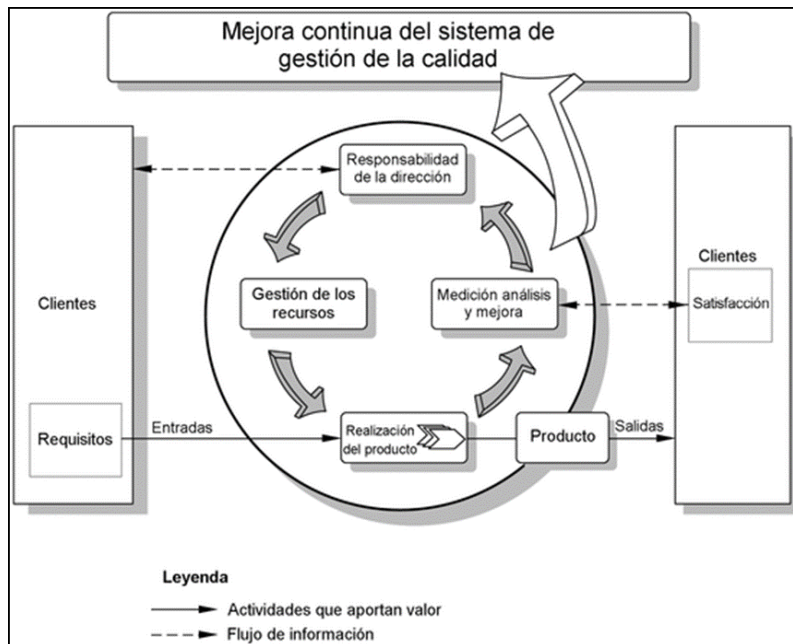 Mejora continua del sistema de
gestión de la calidad
Responsabilidad
de la dirección
Clientes
Gestión de los
recursos
Medición análisis
y mejora
Clientes
Satisfacción
Requisitos
Entradas
Realización
del producto
Producto
Salidas
Leyenda
Actividades que aportan valor
Flujo de información